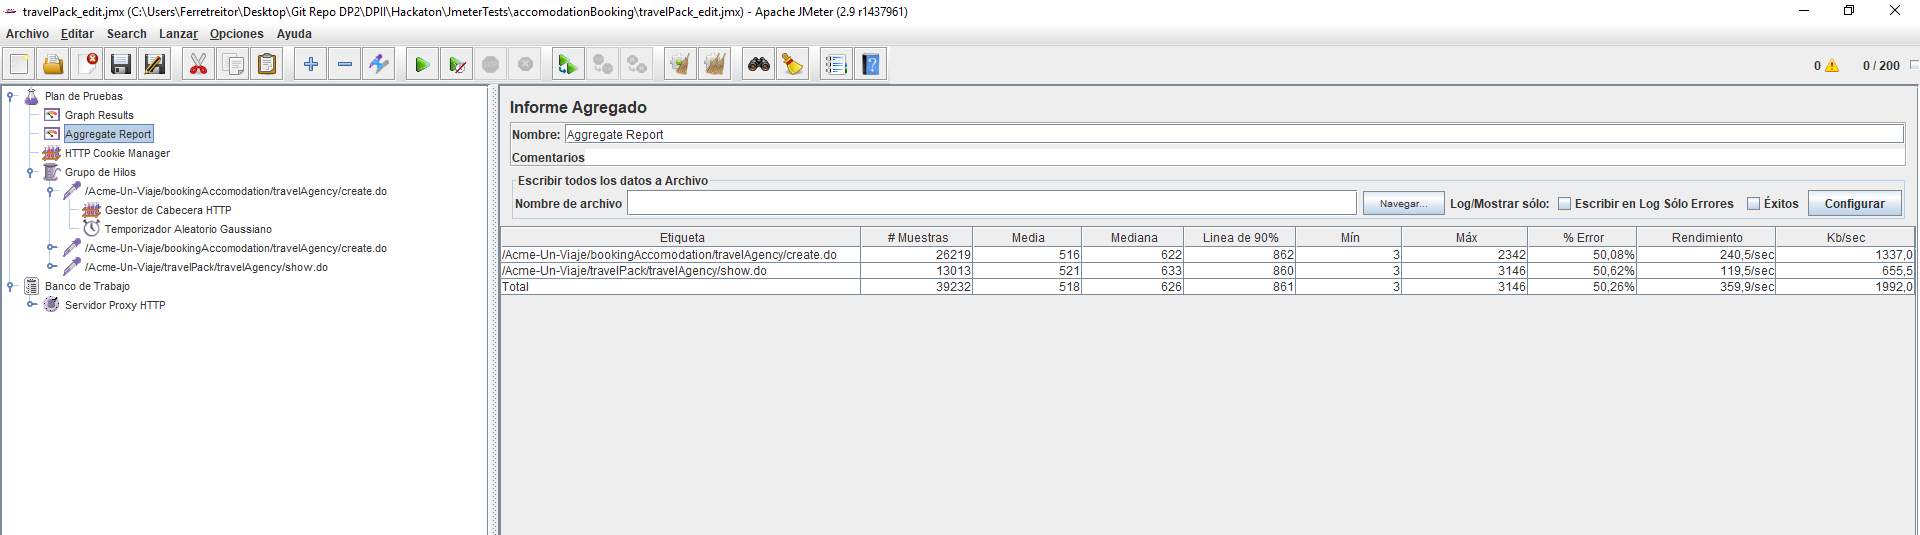 travelPack_edit.jmx (C:\Users\Ferretreitor\Desktop\Git Repo DP2\DPII\Hackaton\JmeterTests\accomodationBooking\travelPack_edit.jmx) - Apache JMeter (2.9 r1437961)
Archivo Editar Search Lanzar Opciones Ayuda
0 0 / 200
Plan de Pruebas
Graph Results
Aggregate Report
HTTP Cookie Manager
Grupo de Hilos
/Acme-Un-Viaje/bookingAccomodation/travelAgency/create.do
Gestor de Cabecera HTTP
Temporizador Aleatorio Gaussiano
/Acme-Un-Viaje/bookingAccomodation/travelAgency/create.do
/Acme-Un-Viaje/travelPack/travelAgency/show.do
Banco de Trabajo
Servidor Proxy HTTP
Informe Agregado
Nombre: Aggregate Report
Comentarios
Escribir todos los datos a Archivo
Nombre de archivo Navegar... Log/Mostrar sólo: Escribir en Log Sólo Errores Éxitos Configurar
Etiqueta # Muestras Media Mediana Linea de 90% Mín Máx % Error Rendimiento Kb/sec
/Acme-Un-Viaje/bookingAccomodation/travelAgency/create.do 26219 516 622 862 3 2342 50,08% 240,5/sec 1337,0
/Acme-Un-Viaje/travelPack/travelAgency/show.do 13013 521 633 860 3 3146 50,62% 119,5/sec 655,5
Total 39232 518 626 861 3 3146 50,26% 359,9/sec 1992,0